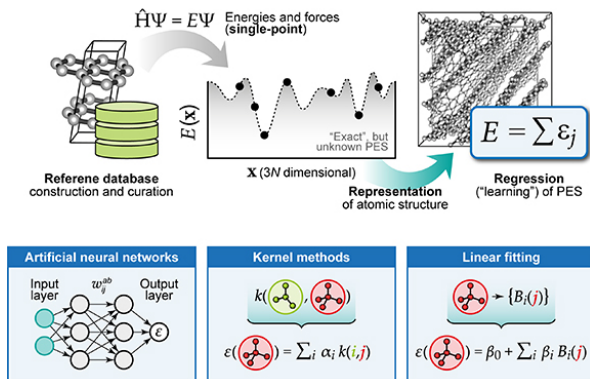 ĤΨ = EΨ
Energies and forces
(single-point)
E(x)
"Exact", but
unknown PES
x (3N dimensional)
E = ∑ εj
Referene database
construction and curation
Representation
of atomic structure
Regression
("learning") of PES
Artificial neural networks
Input
layer
w_ij^ab
Output
layer
ε
Kernel methods
k( , )
ε( ) = ∑i αi k(i,j)
Linear fitting
→ {Bi(j)}
ε( ) = β0 + ∑i βi Bi(j)